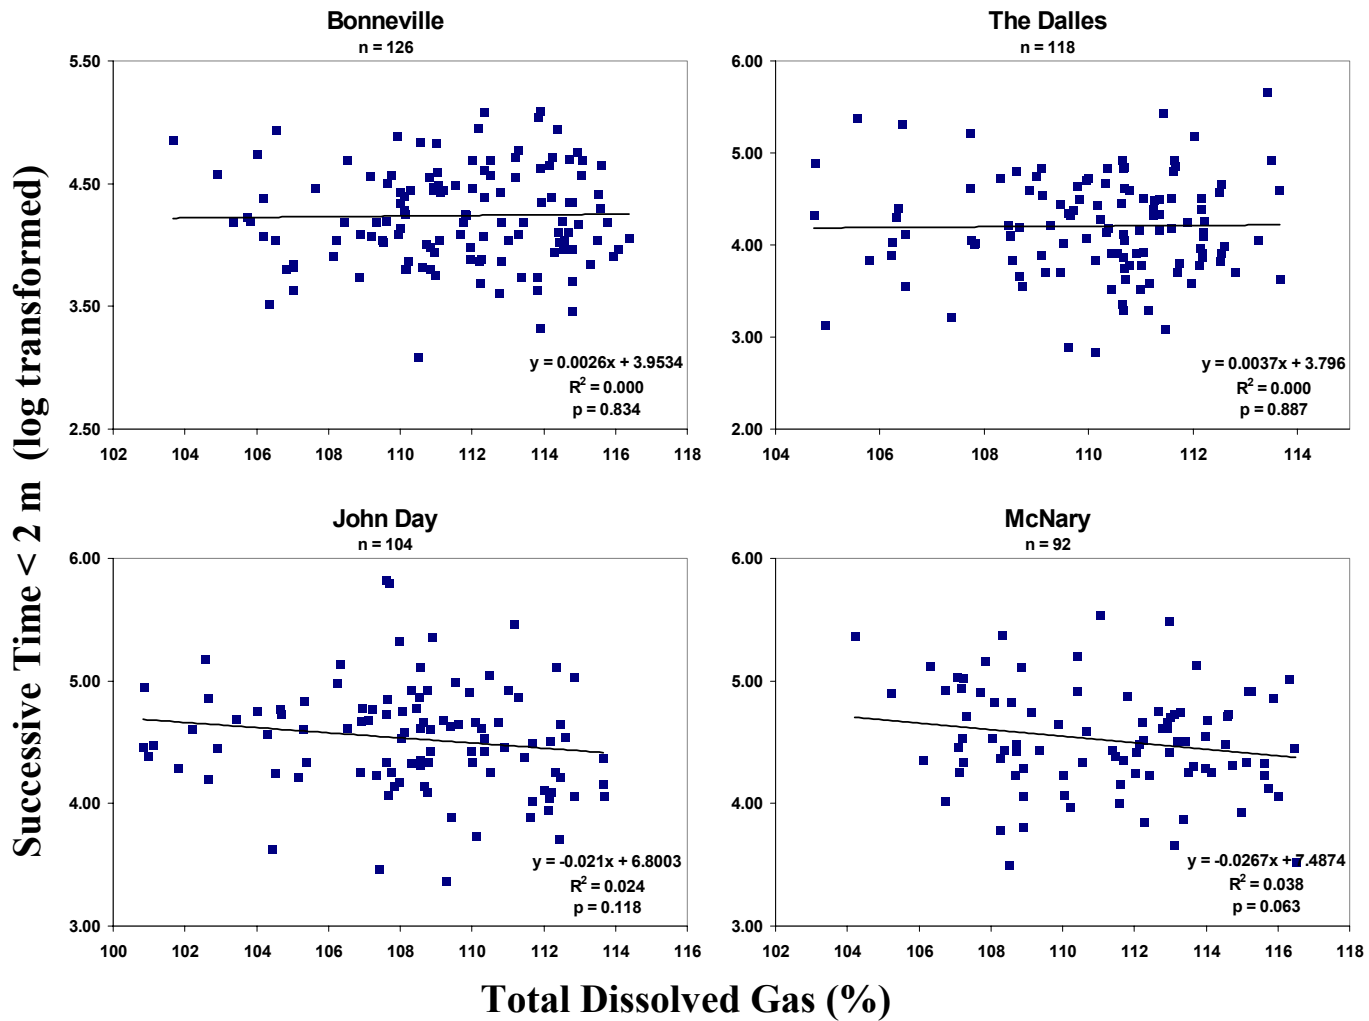 Bonneville
n = 126
5.50
4.50
3.50
2.50
102 104 106 108 110 112 114 116 118
y = 0.0026x + 3.9534
R² = 0.000
p = 0.834
The Dalles
n = 118
6.00
5.00
4.00
3.00
2.00
104 106 108 110 112 114
y = 0.0037x + 3.796
R² = 0.000
p = 0.887
Successive Time < 2 m (log transformed)
John Day
n = 104
6.00
5.00
4.00
3.00
100 102 104 106 108 110 112 114 116
y = -0.021x + 6.8003
R² = 0.024
p = 0.118
McNary
n = 92
6.00
5.00
4.00
3.00
102 104 106 108 110 112 114 116 118
y = -0.0267x + 7.4874
R² = 0.038
p = 0.063
Total Dissolved Gas (%)